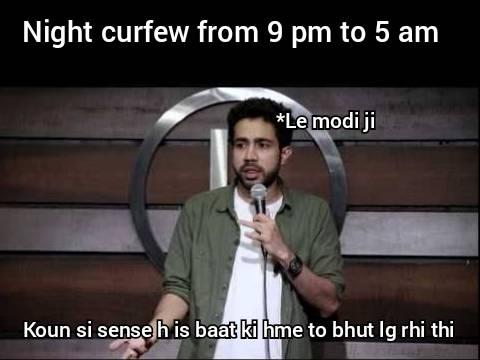 Night curfew from 9 pm to 5 am
*Le modi ji
Koun si sense h is baat ki hme to bhut lg rhi thi